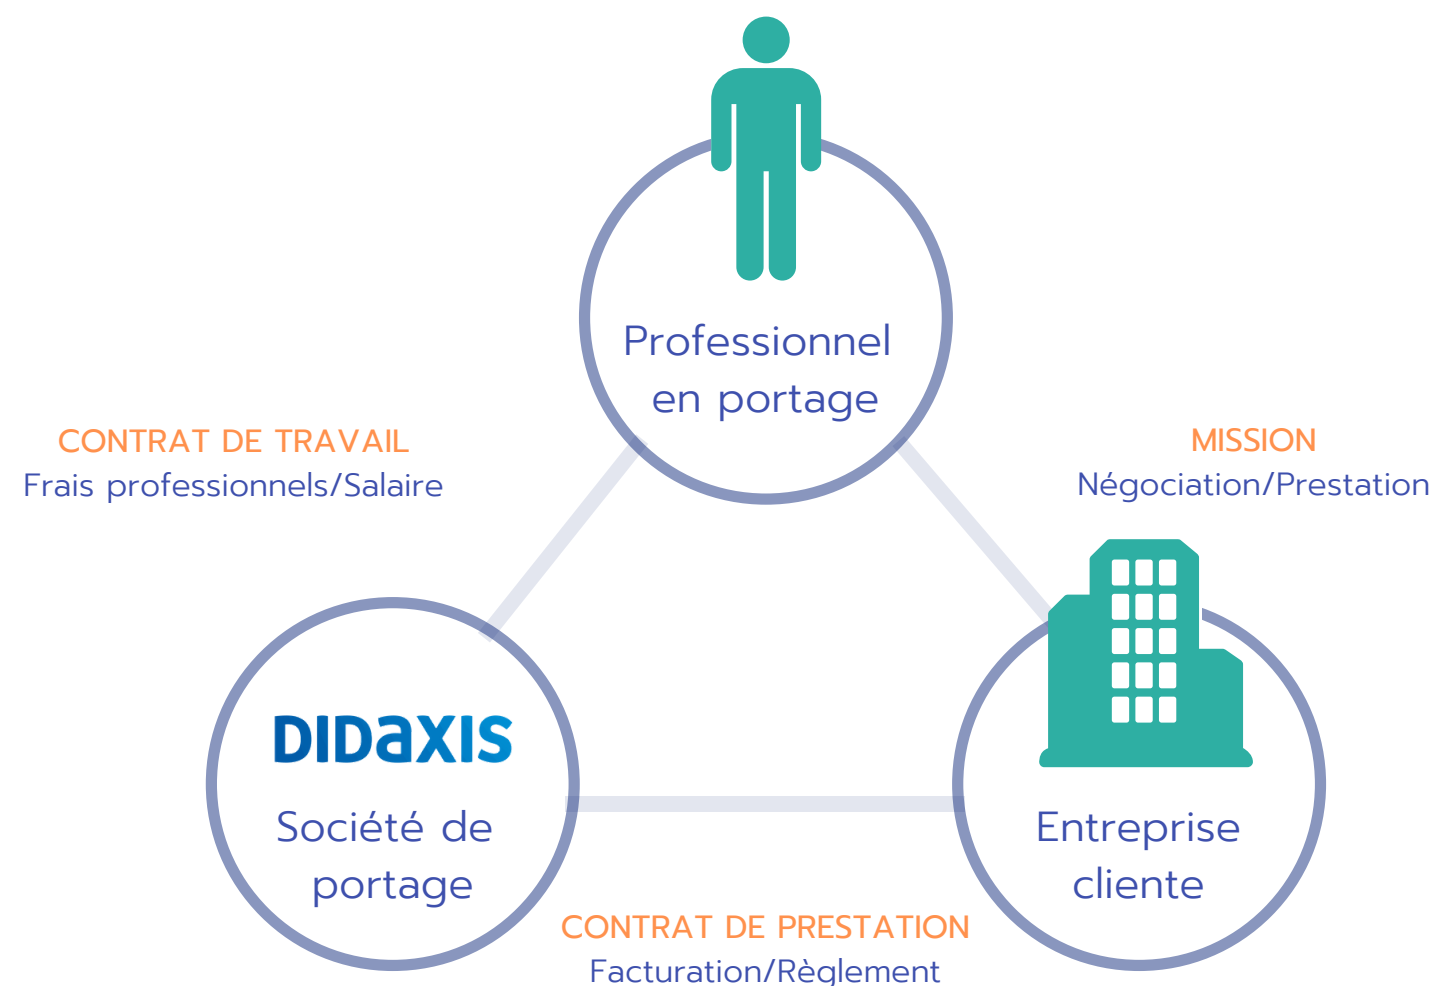 Professionnel
en portage
CONTRAT DE TRAVAIL
Frais professionnels/Salaire
MISSION
Négociation/Prestation
DIDaXIS
Société de
portage
Entreprise
cliente
CONTRAT DE PRESTATION
Facturation/Règlement